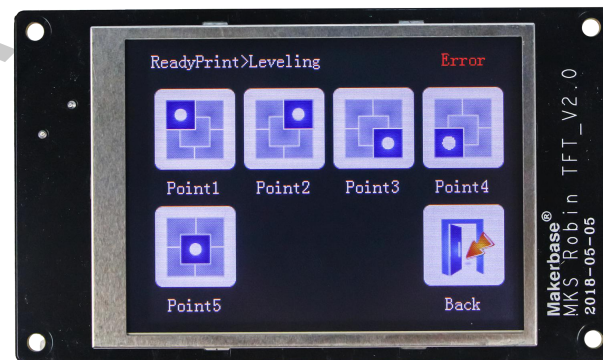 ReadyPrint>Leveling
Error
Point1
Point2
Point3
Point4
Point5
Back
Makerbase®
MKS Robin TFT_V2.0
2018-05-05